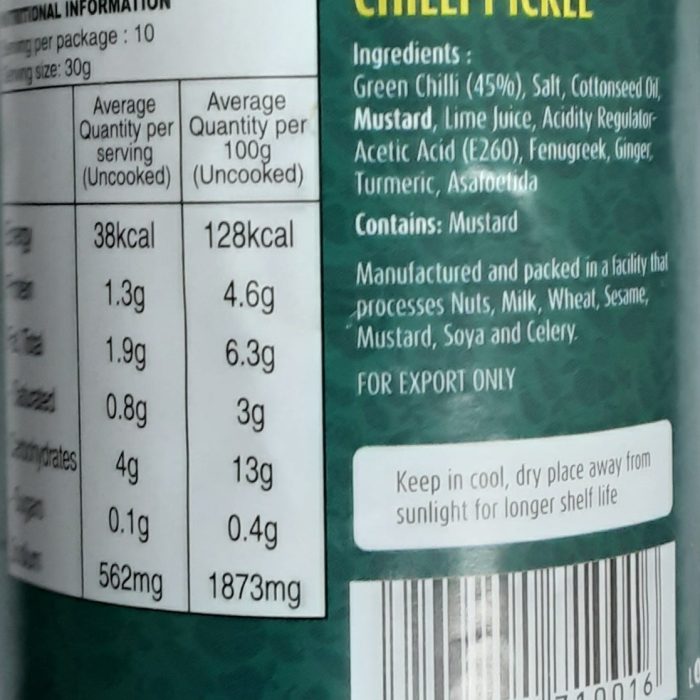 NAL INFORMATION
per package : 10
size: 30g
Average Quantity per serving (Uncooked)
Average Quantity per 100g (Uncooked)
38kcal 128kcal
1.3g 4.6g
1.9g 6.3g
0.8g 3g
4g 13g
0.1g 0.4g
562mg 1873mg
CHILLI PICKLE
Ingredients :
Green Chilli (45%), Salt, Cottonseed Oil,
Mustard, Lime Juice, Acidity Regulator-
Acetic Acid (E260), Fenugreek, Ginger,
Turmeric, Asafoetida
Contains: Mustard
Manufactured and packed in a facility that
processes Nuts, Milk, Wheat, Sesame,
Mustard, Soya and Celery.
FOR EXPORT ONLY
Keep in cool, dry place away from
sunlight for longer shelf life